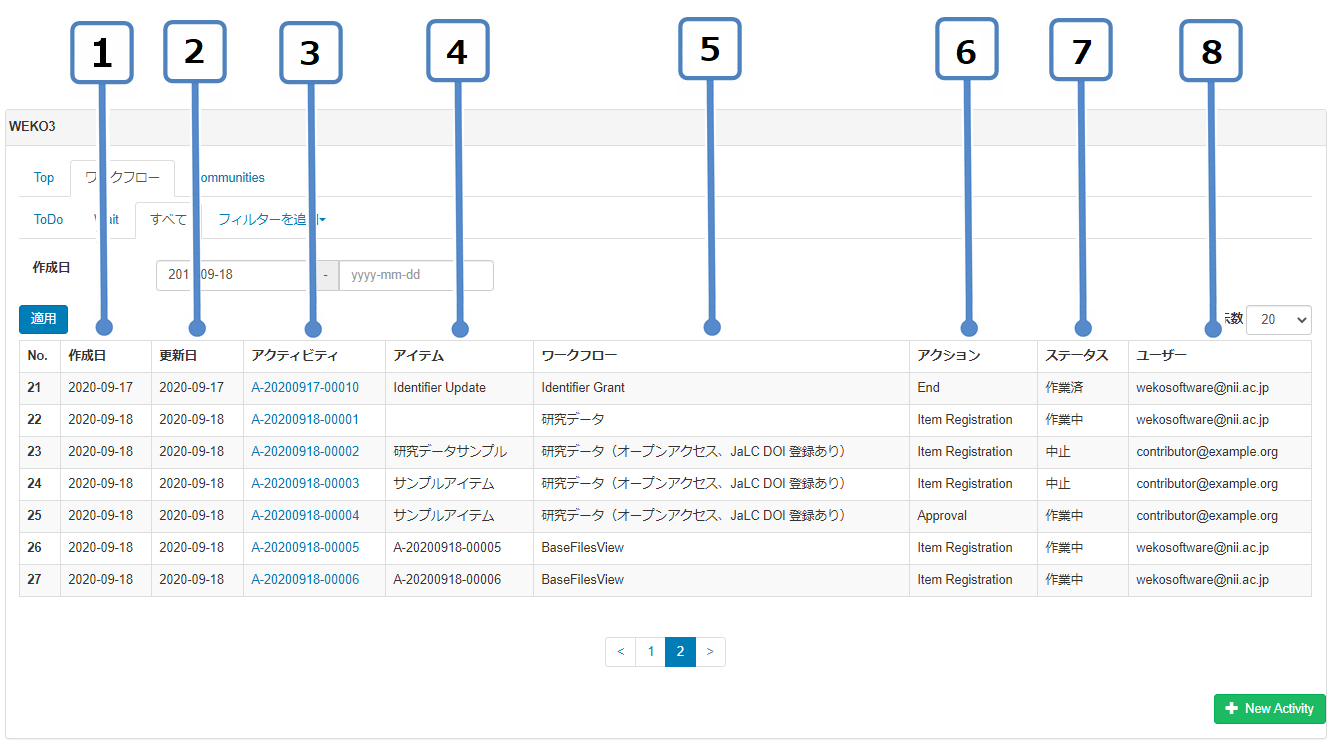 1 2 3 4 5 6 7 8
WEKO3
Top ワークフロー ommunities
ToDo ait すべて フィルターを追
作成日 201 09-18 - yyyy-mm-dd
適用 示数 20
No. 作成日 更新日 アクティビティ アイテム ワークフロー アクション ステータス ユーザー
21 2020-09-17 2020-09-17 A-20200917-00010 Identifier Update Identifier Grant End 作業済 wekosoftware@nii.ac.jp
22 2020-09-18 2020-09-18 A-20200918-00001 研究データ Item Registration 作業中 wekosoftware@nii.ac.jp
23 2020-09-18 2020-09-18 A-20200918-00002 研究データサンプル 研究データ（オープンアクセス、JaLC DOI 登録あり） Item Registration 中止 contributor@example.org
24 2020-09-18 2020-09-18 A-20200918-00003 サンプルアイテム 研究データ（オープンアクセス、JaLC DOI 登録あり） Item Registration 中止 contributor@example.org
25 2020-09-18 2020-09-18 A-20200918-00004 サンプルアイテム 研究データ（オープンアクセス、JaLC DOI 登録あり） Approval 作業中 contributor@example.org
26 2020-09-18 2020-09-18 A-20200918-00005 A-20200918-00005 BaseFilesView Item Registration 作業中 wekosoftware@nii.ac.jp
27 2020-09-18 2020-09-18 A-20200918-00006 A-20200918-00006 BaseFilesView Item Registration 作業中 wekosoftware@nii.ac.jp
< 1 2 >
New Activity